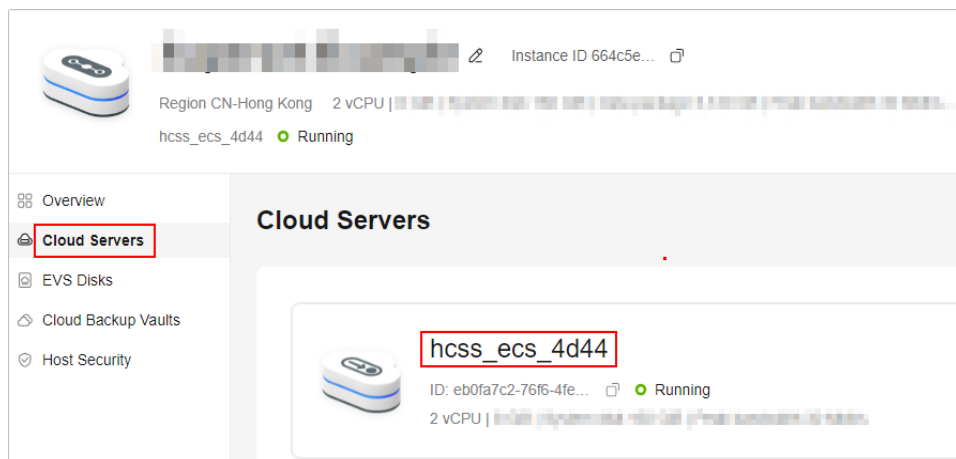 Instance ID 664c5e...
Region CN-Hong Kong 2 vCPU |
hcss_ecs_4d44 Running
Overview
Cloud Servers
EVS Disks
Cloud Backup Vaults
Host Security
Cloud Servers
hcss_ecs_4d44
ID: eb0fa7c2-76f6-4fe... Running
2 vCPU |